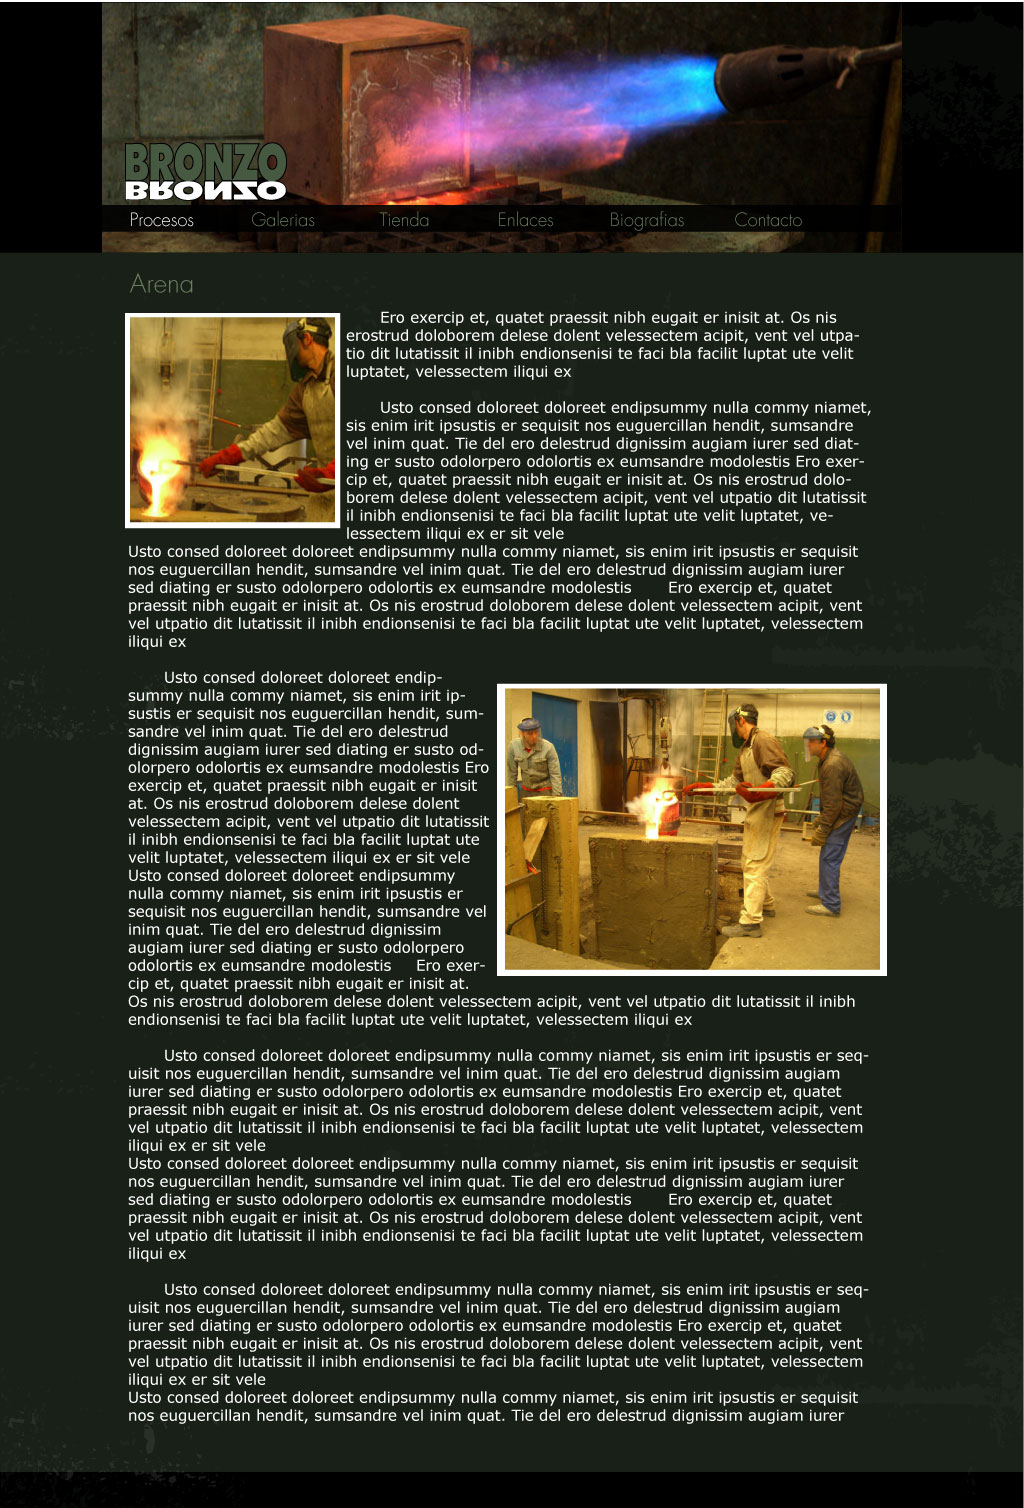 BRONZO
BRONZO
Procesos Galerias Tienda Enlaces Biografias Contacto
Arena
Ero exercip et, quatet praessit nibh eugait er inisit at. Os nis
erostrud doloborem delese dolent velessectem acipit, vent vel utpa-
tio dit lutatissit il inibh endionsenisi te faci bla facilit luptat ute velit
luptatet, velessectem iliqui ex
Usto consed doloreet doloreet endipsummy nulla commy niamet,
sis enim irit ipsustis er sequisit nos euguercillan hendit, sumsandre
vel inim quat. Tie del ero delestrud dignissim augiam iurer sed diat-
ing er susto odolorpero odolortis ex eumsandre modolestis Ero exer-
cip et, quatet praessit nibh eugait er inisit at. Os nis erostrud dolo-
borem delese dolent velessectem acipit, vent vel utpatio dit lutatissit
il inibh endionsenisi te faci bla facilit luptat ute velit luptatet, ve-
lessectem iliqui ex er sit vele
Usto consed doloreet doloreet endipsummy nulla commy niamet, sis enim irit ipsustis er sequisit
nos euguercillan hendit, sumsandre vel inim quat. Tie del ero delestrud dignissim augiam iurer
sed diating er susto odolorpero odolortis ex eumsandre modolestis Ero exercip et, quatet
praessit nibh eugait er inisit at. Os nis erostrud doloborem delese dolent velessectem acipit, vent
vel utpatio dit lutatissit il inibh endionsenisi te faci bla facilit luptat ute velit luptatet, velessectem
iliqui ex
Usto consed doloreet doloreet endip-
summy nulla commy niamet, sis enim irit ip-
sustis er sequisit nos euguercillan hendit, sum-
sandre vel inim quat. Tie del ero delestrud
dignissim augiam iurer sed diating er susto od-
olorpero odolortis ex eumsandre modolestis Ero
exercip et, quatet praessit nibh eugait er inisit
at. Os nis erostrud doloborem delese dolent
velessectem acipit, vent vel utpatio dit lutatissit
il inibh endionsenisi te faci bla facilit luptat ute
velit luptatet, velessectem iliqui ex er sit vele
Usto consed doloreet doloreet endipsummy
nulla commy niamet, sis enim irit ipsustis er
sequisit nos euguercillan hendit, sumsandre vel
inim quat. Tie del ero delestrud dignissim
augiam iurer sed diating er susto odolorpero
odolortis ex eumsandre modolestis Ero exer-
cip et, quatet praessit nibh eugait er inisit at.
Os nis erostrud doloborem delese dolent velessectem acipit, vent vel utpatio dit lutatissit il inibh
endionsenisi te faci bla facilit luptat ute velit luptatet, velessectem iliqui ex
Usto consed doloreet doloreet endipsummy nulla commy niamet, sis enim irit ipsustis er seq-
uisit nos euguercillan hendit, sumsandre vel inim quat. Tie del ero delestrud dignissim augiam
iurer sed diating er susto odolorpero odolortis ex eumsandre modolestis Ero exercip et, quatet
praessit nibh eugait er inisit at. Os nis erostrud doloborem delese dolent velessectem acipit, vent
vel utpatio dit lutatissit il inibh endionsenisi te faci bla facilit luptat ute velit luptatet, velessectem
iliqui ex er sit vele
Usto consed doloreet doloreet endipsummy nulla commy niamet, sis enim irit ipsustis er sequisit
nos euguercillan hendit, sumsandre vel inim quat. Tie del ero delestrud dignissim augiam iurer
sed diating er susto odolorpero odolortis ex eumsandre modolestis Ero exercip et, quatet
praessit nibh eugait er inisit at. Os nis erostrud doloborem delese dolent velessectem acipit, vent
vel utpatio dit lutatissit il inibh endionsenisi te faci bla facilit luptat ute velit luptatet, velessectem
iliqui ex
Usto consed doloreet doloreet endipsummy nulla commy niamet, sis enim irit ipsustis er seq-
uisit nos euguercillan hendit, sumsandre vel inim quat. Tie del ero delestrud dignissim augiam
iurer sed diating er susto odolorpero odolortis ex eumsandre modolestis Ero exercip et, quatet
praessit nibh eugait er inisit at. Os nis erostrud doloborem delese dolent velessectem acipit, vent
vel utpatio dit lutatissit il inibh endionsenisi te faci bla facilit luptat ute velit luptatet, velessectem
iliqui ex er sit vele
Usto consed doloreet doloreet endipsummy nulla commy niamet, sis enim irit ipsustis er sequisit
nos euguercillan hendit, sumsandre vel inim quat. Tie del ero delestrud dignissim augiam iurer